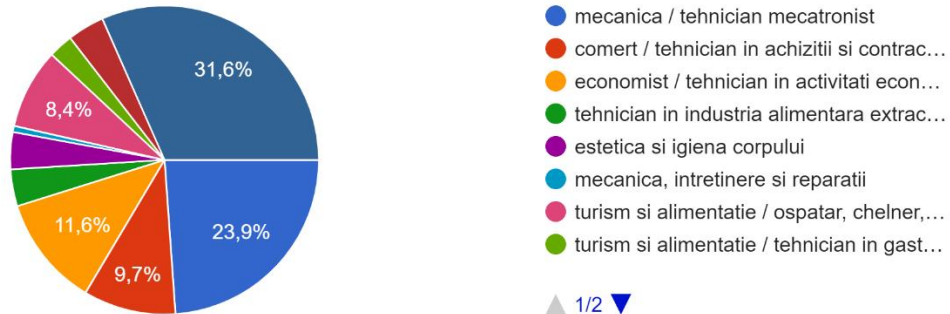 31,6%
8,4%
11,6%
9,7%
23,9%
mecanica / tehnician mecatronist
comert / tehnician in achizitii si contrac...
economist / tehnician in activitati econ...
tehnician in industria alimentara extrac...
estetica si igiena corpului
mecanica, intretinere si reparatii
turism si alimentatie / ospatar, chelner,...
turism si alimentatie / tehnician in gast...
1/2